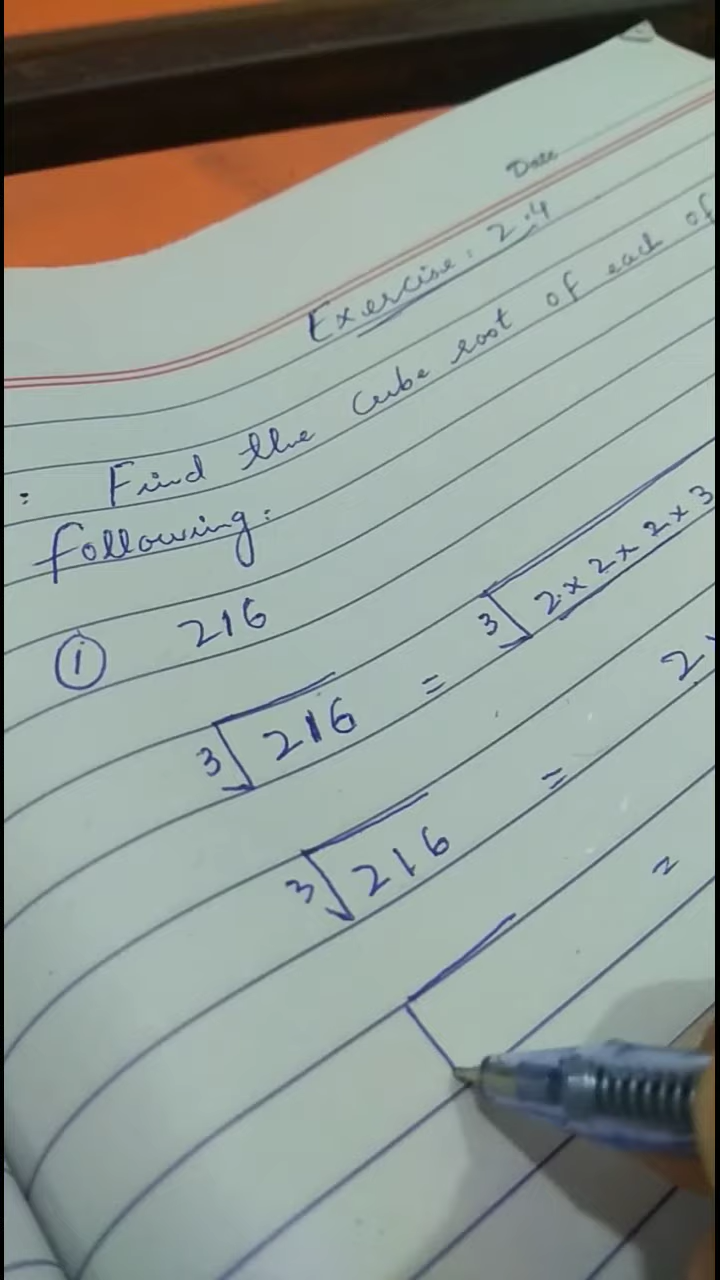 Date
Exercise: 2.4
: Find the cube root of each of
following:
(i) 216
∛216 = ∛2×2×2×3
∛216 = 2×
=